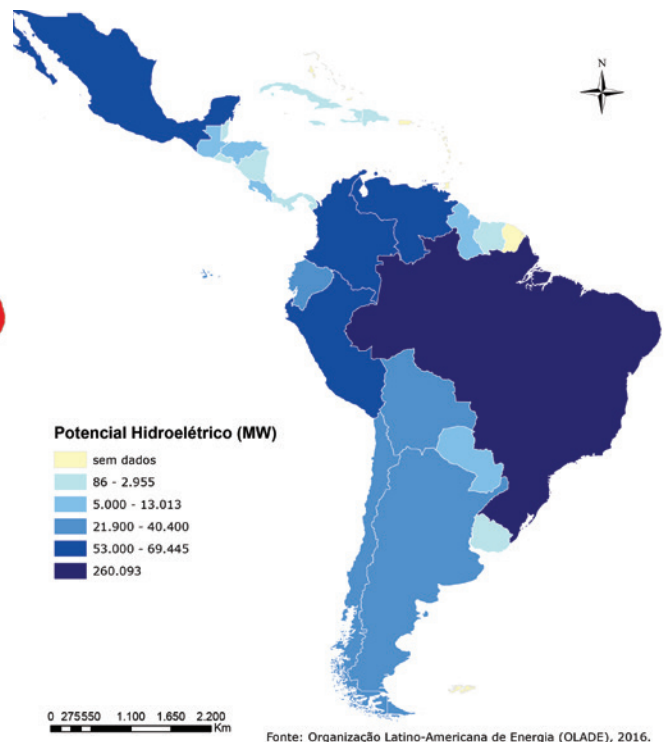 N
Potencial Hidroelétrico (MW)
sem dados
86 - 2.955
5.000 - 13.013
21.900 - 40.400
53.000 - 69.445
260.093
0 275550 1.100 1.650 2.200
Km
Fonte: Organização Latino-Americana de Energia (OLADE), 2016.